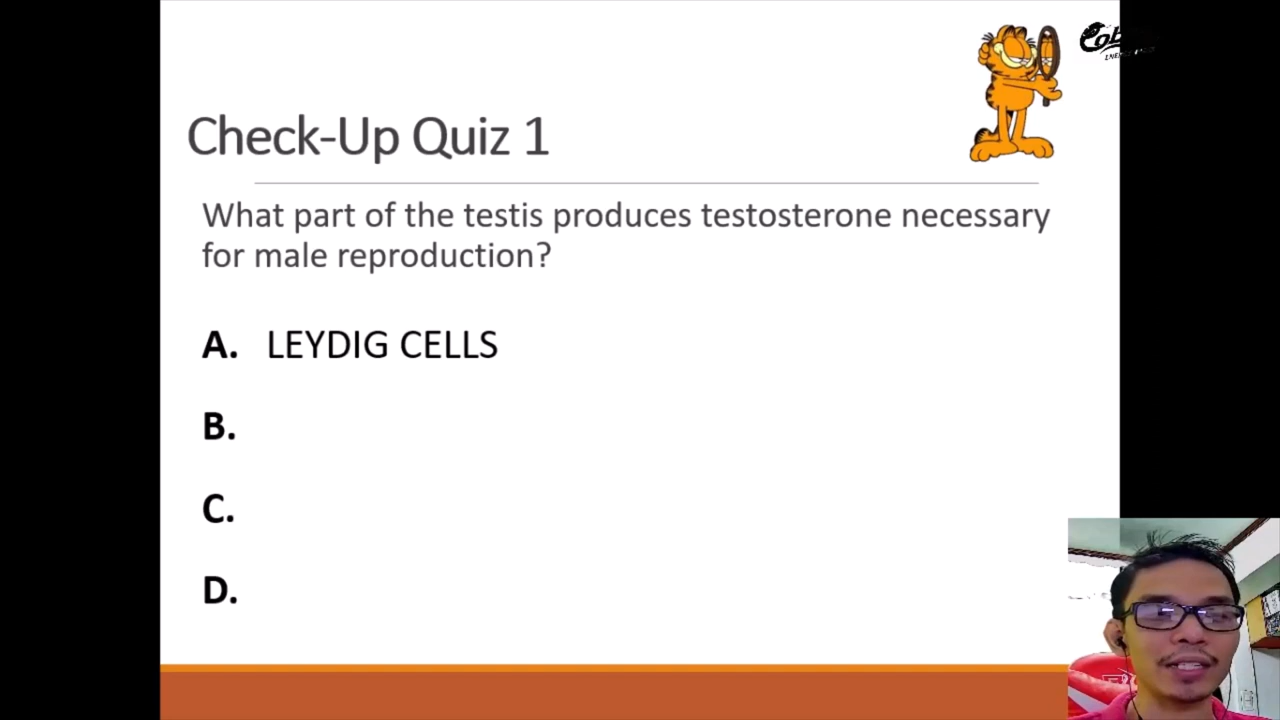 Check-Up Quiz 1
What part of the testis produces testosterone necessary
for male reproduction?
A. LEYDIG CELLS
B.
C.
D.